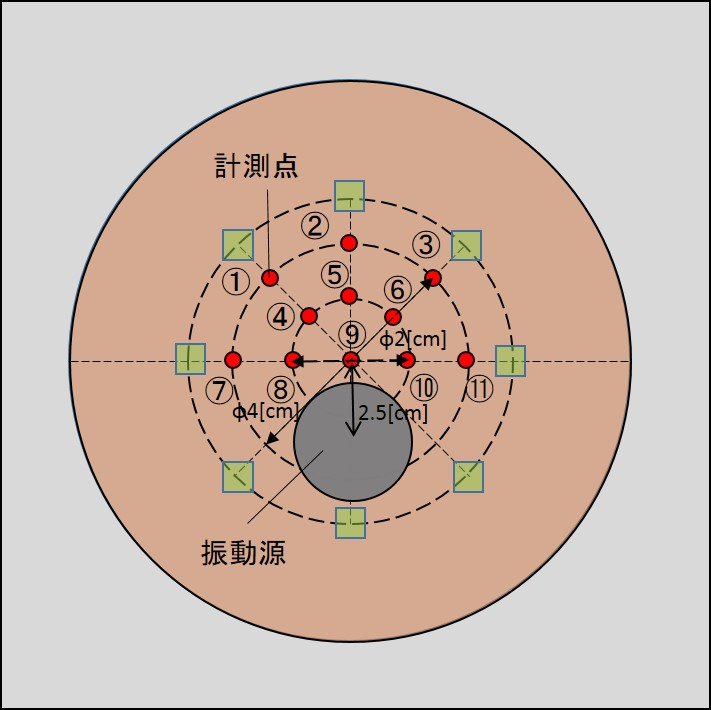 計測点
②
③
①
⑤
⑥
④
⑨
φ2[cm]
⑦
⑧
⑩
⑪
φ4[cm]
2.5[cm]
振動源